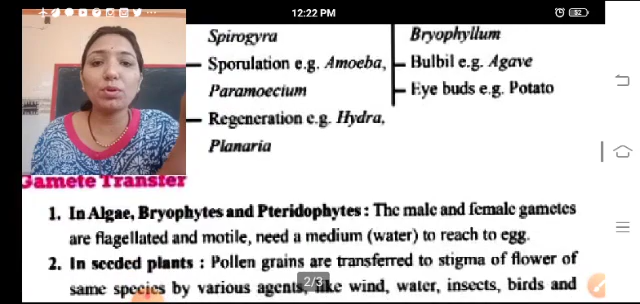 12:22 PM
52
Spirogyra
Sporulation e.g. Amoeba,
Paramoecium
Regeneration e.g. Hydra,
Planaria
Bryophyllum
Bulbil e.g. Agave
Eye buds e.g. Potato
Gamete Transfer
1. In Algae, Bryophytes and Pteridophytes : The male and female gametes
are flagellated and motile, need a medium (water) to reach to egg.
2. In seeded plants : Pollen grains are transferred to stigma of flower of
same species by various agents, like wind, water, insects, birds and
2/3